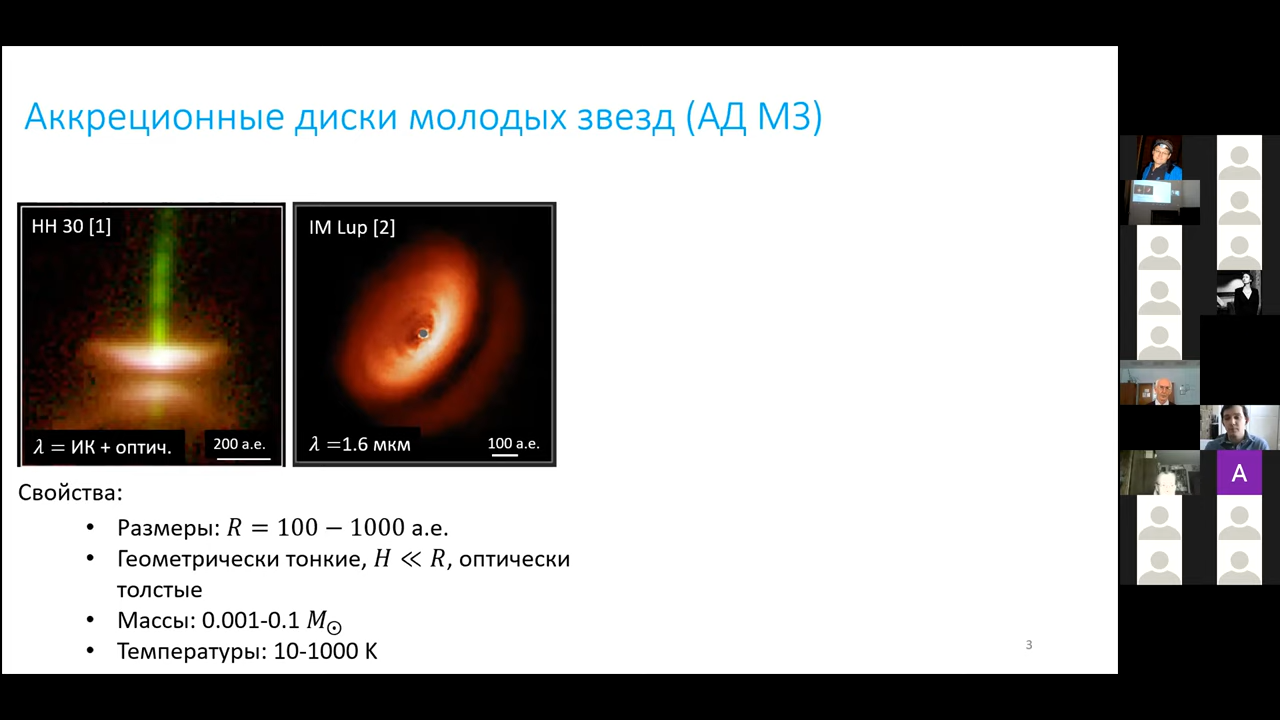 Аккреционные диски молодых звезд (АД МЗ)
HH 30 [1]
IM Lup [2]
λ = ИК + оптич.
200 а.е.
λ =1.6 мкм
100 а.е.
Свойства:
• Размеры: R = 100 − 1000 а.е.
• Геометрически тонкие, H ≪ R, оптически
толстые
• Массы: 0.001-0.1 M☉
• Температуры: 10-1000 K
3
A